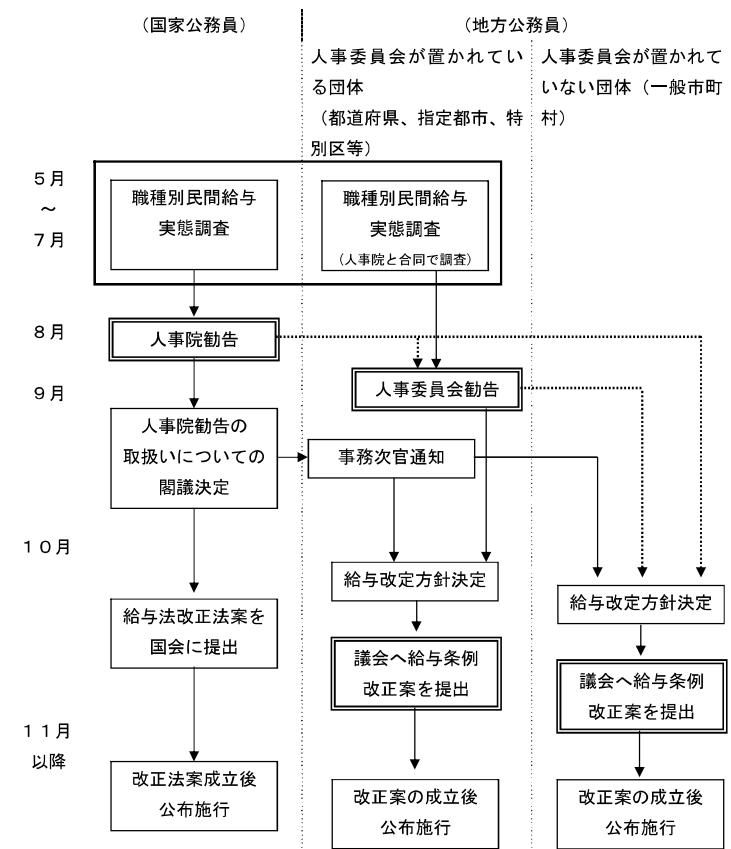 （国家公務員）
（地方公務員）
人事委員会が置かれてい
る団体
（都道府県、指定都市、特
別区等）
人事委員会が置かれて
いない団体（一般市町
村）
５月
～
７月
職種別民間給与
実態調査
職種別民間給与
実態調査
（人事院と合同で調査）
８月
人事院勧告
９月
人事委員会勧告
人事院勧告の
取扱いについての
閣議決定
事務次官通知
１０月
給与改定方針決定
給与改定方針決定
給与法改正法案を
国会に提出
議会へ給与条例
改正案を提出
議会へ給与条例
改正案を提出
１１月
以降
改正法案成立後
公布施行
改正案の成立後
公布施行
改正案の成立後
公布施行